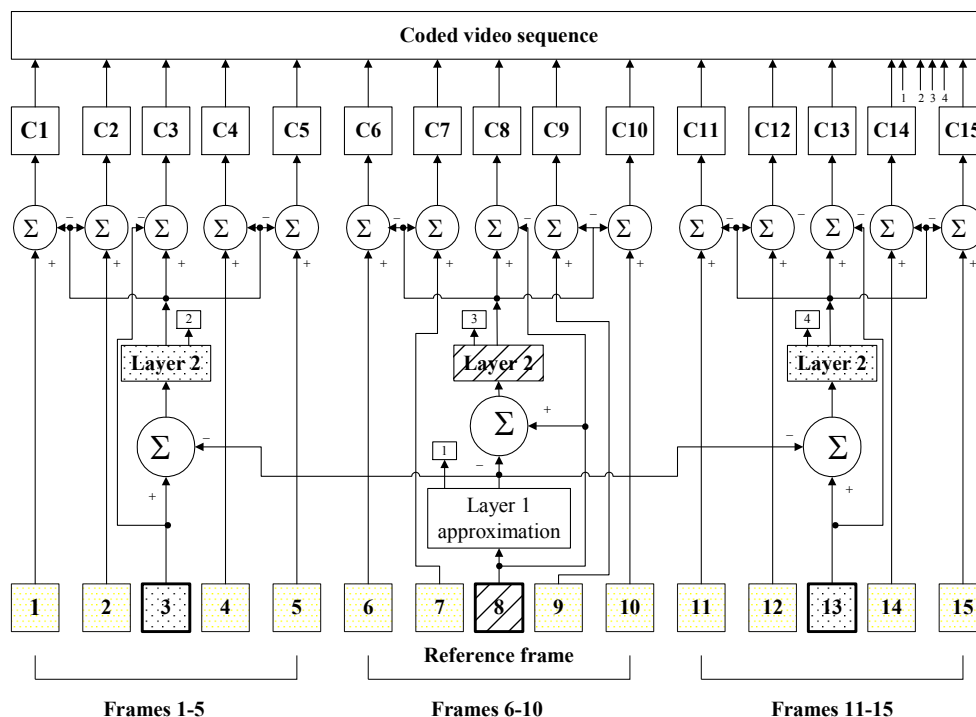 Coded video sequence
1 2 3 4
C1 C2 C3 C4 C5 C6 C7 C8 C9 C10 C11 C12 C13 C14 C15
− − − − − − − − − −
Σ Σ Σ Σ Σ Σ Σ Σ Σ Σ Σ Σ Σ Σ Σ
+ + + + + + + + + + + + + + +
2 3 4
Layer 2 Layer 2 Layer 2
+
Σ − Σ − Σ
1 −
+ +
Layer 1
approximation
1 2 3 4 5 6 7 8 9 10 11 12 13 14 15
Reference frame
Frames 1-5 Frames 6-10 Frames 11-15